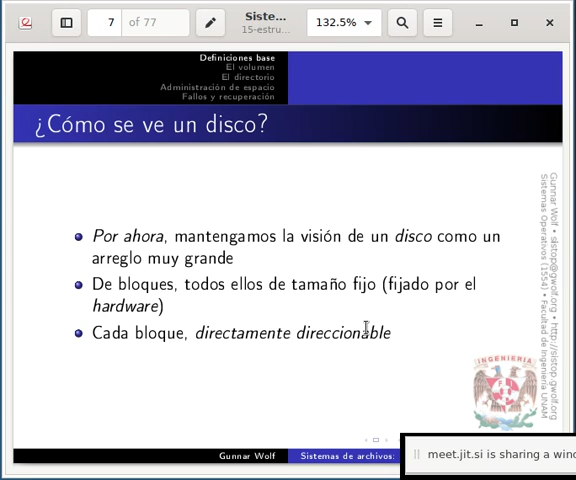 7
of 77
Siste...
15-estru...
132.5%
Definiciones base
El volumen
El directorio
Administración de espacio
Fallos y recuperación
¿Cómo se ve un disco?
Por ahora, mantengamos la visión de un disco como un
arreglo muy grande
De bloques, todos ellos de tamaño fijo (fijado por el
hardware)
Cada bloque, directamente direccionable
Gunnar Wolf • sistop@gwolf.org • http://sistop.gwolf.org
Sistemas Operativos (1554) • Facultad de Ingeniería UNAM
INGENIERIA
Gunnar Wolf
Sistemas de archivos:
meet.jit.si is sharing a wind